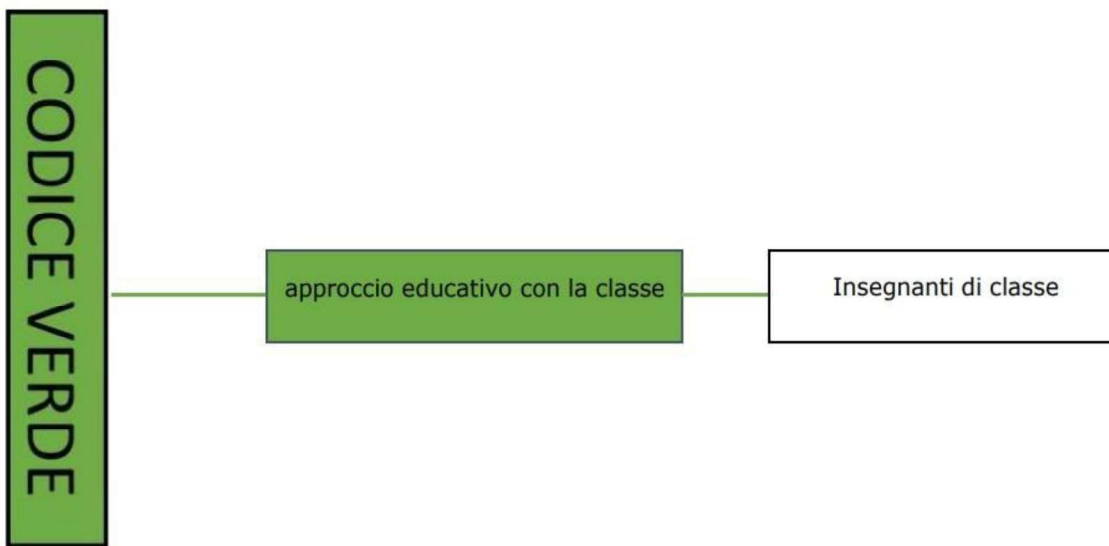 CODICE VERDE
approccio educativo con la classe
Insegnanti di classe